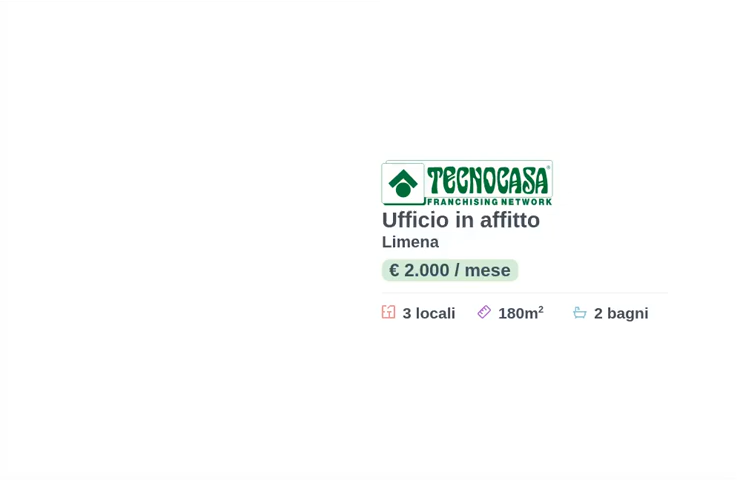 TECNOCASA
FRANCHISING NETWORK
Ufficio in affitto
Limena
€ 2.000 / mese
3 locali 180m² 2 bagni